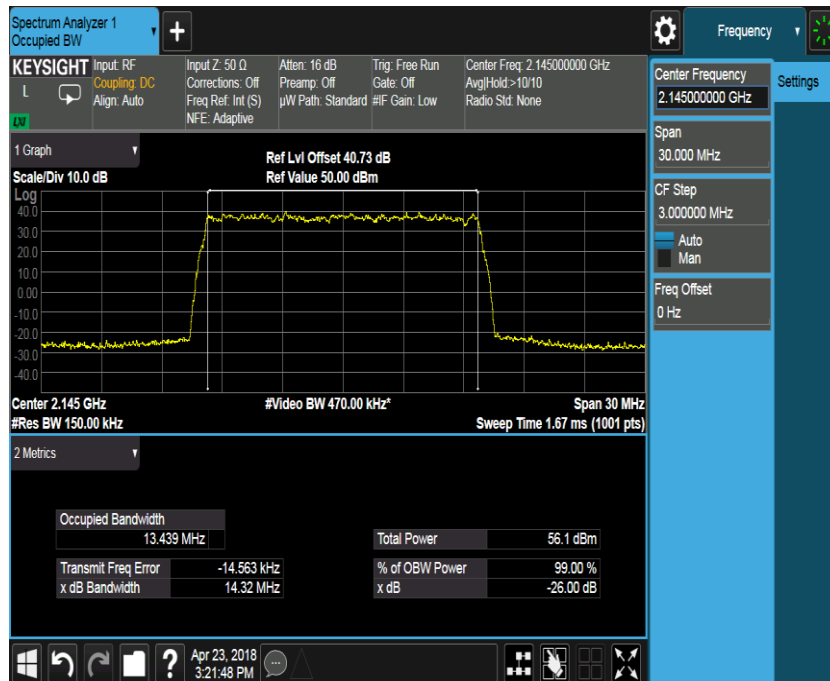 Spectrum Analyzer 1
Occupied BW
+
Frequency
KEYSIGHT
L
LXI
Input: RF
Coupling: DC
Align: Auto
Input Z: 50 Ω
Corrections: Off
Freq Ref: Int (S)
NFE: Adaptive
Atten: 16 dB
Preamp: Off
µW Path: Standard
Trig: Free Run
Gate: Off
#IF Gain: Low
Center Freq: 2.145000000 GHz
Avg|Hold:>10/10
Radio Std: None
Center Frequency
2.145000000 GHz
Settings
Span
30.000 MHz
CF Step
3.000000 MHz
Auto
Man
Freq Offset
0 Hz
1 Graph
Scale/Div 10.0 dB
Ref Lvl Offset 40.73 dB
Ref Value 50.00 dBm
Log
40.0
30.0
20.0
10.0
0.00
-10.0
-20.0
-30.0
-40.0
Center 2.145 GHz
#Video BW 470.00 kHz*
Span 30 MHz
#Res BW 150.00 kHz
Sweep Time 1.67 ms (1001 pts)
2 Metrics
Occupied Bandwidth
13.439 MHz
Total Power 56.1 dBm
Transmit Freq Error -14.563 kHz
% of OBW Power 99.00 %
x dB Bandwidth 14.32 MHz
x dB -26.00 dB
?
Apr 23, 2018
3:21:48 PM